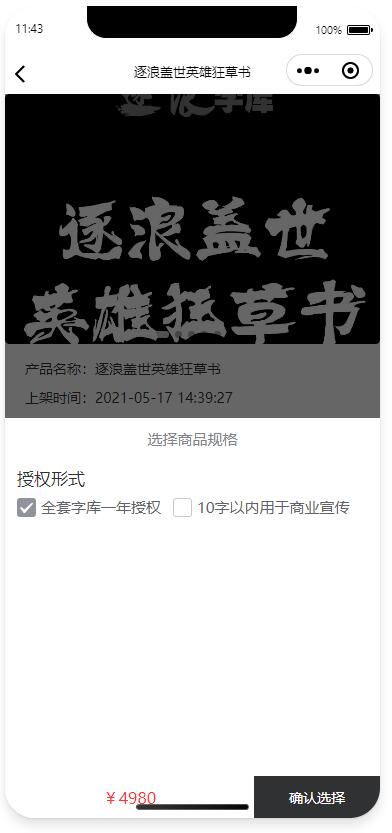 11:43
100%
逐浪盖世英雄狂草书
逐浪字库
逐浪盖世
英雄狂草书
产品名称：逐浪盖世英雄狂草书
上架时间：2021-05-17 14:39:27
选择商品规格
授权形式
全套字库一年授权 10字以内用于商业宣传
￥4980
确认选择